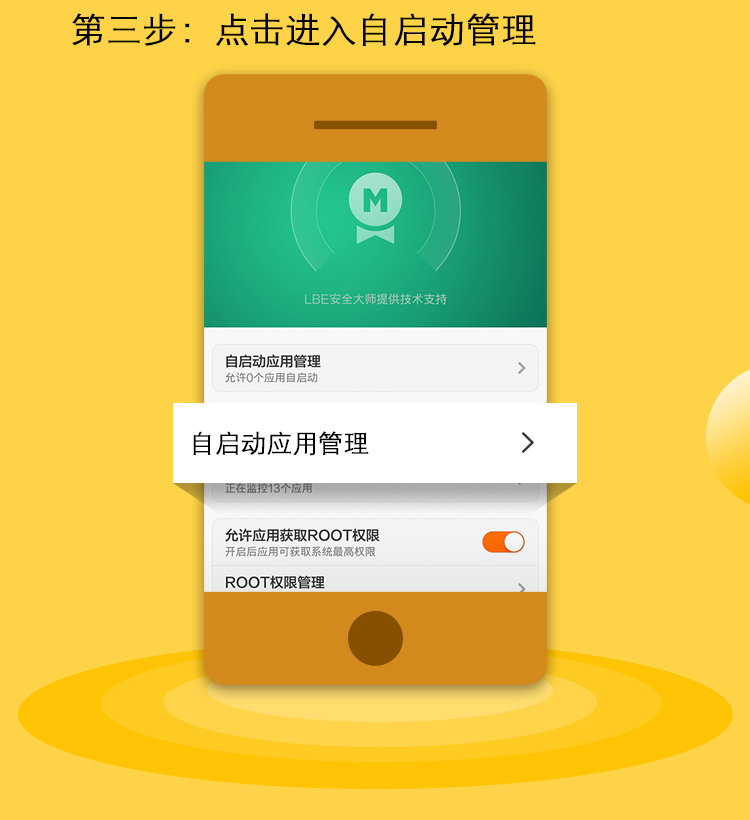 第三步：点击进入自启动管理
M
LBE安全大师提供技术支持
自启动应用管理
允许0个应用自启动
自启动应用管理
正在监控13个应用
允许应用获取ROOT权限
开启后应用可获取系统最高权限
ROOT权限管理